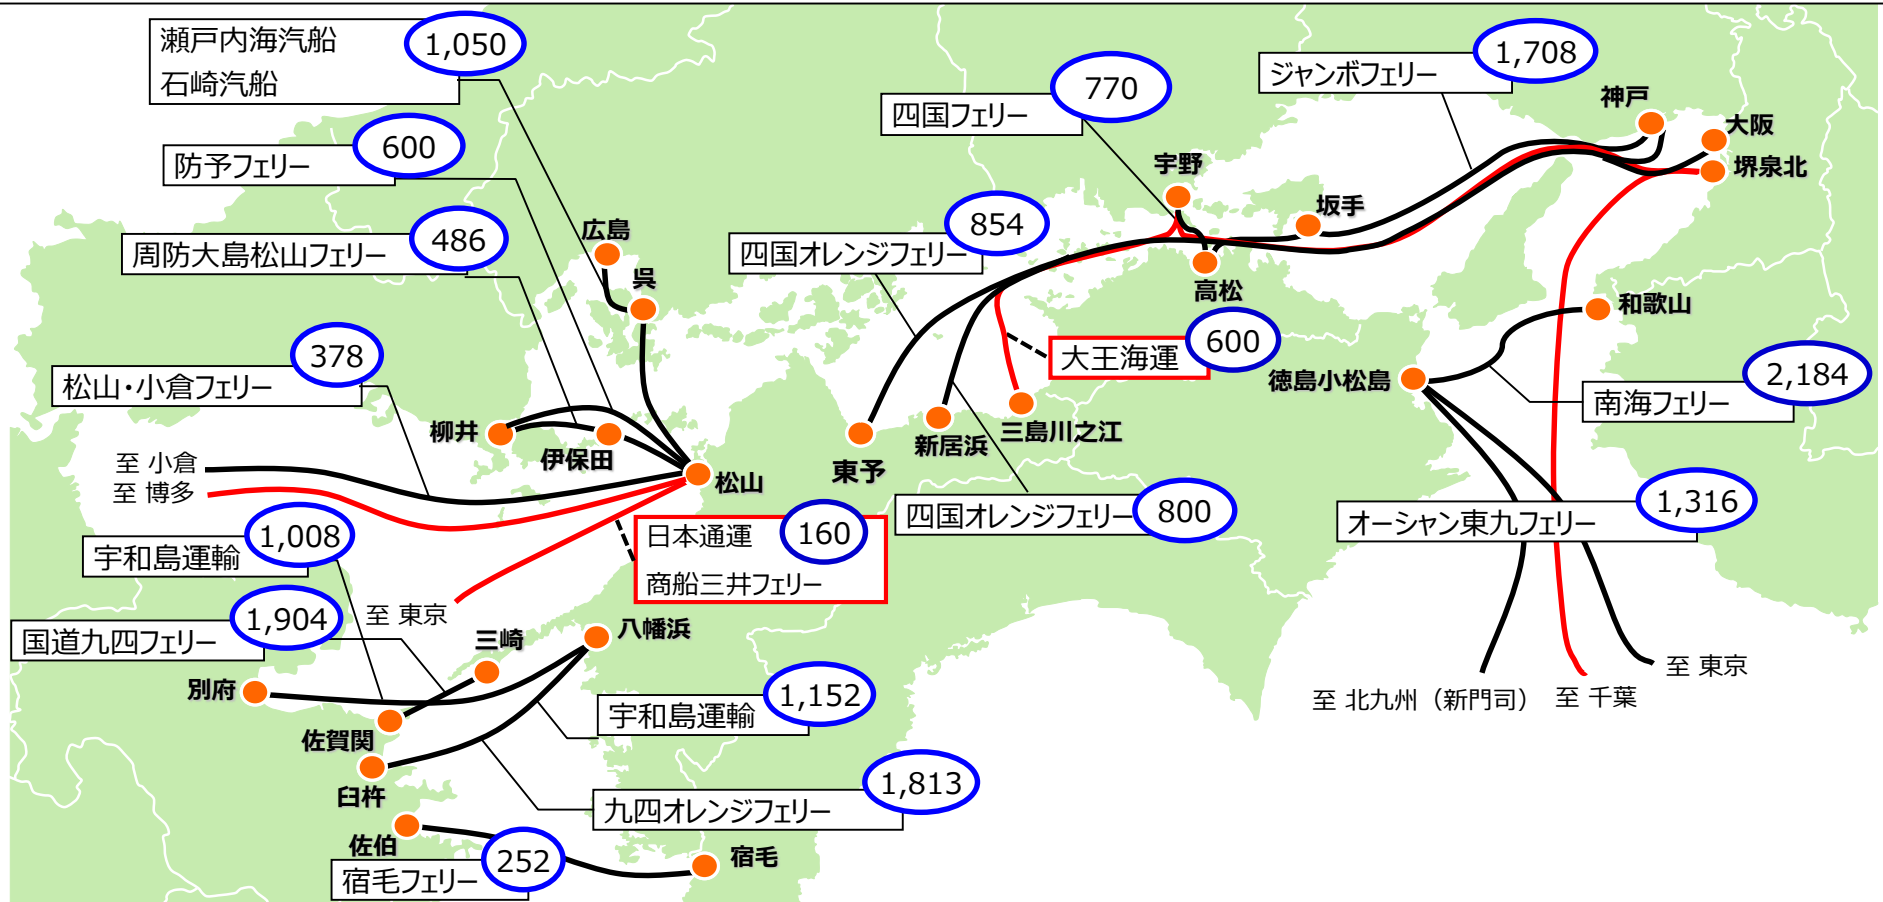 瀬戸内海汽船
石崎汽船
1,050
防予フェリー
600
周防大島松山フェリー
486
松山・小倉フェリー
378
四国フェリー
770
ジャンボフェリー
1,708
四国オレンジフェリー
854
神戸
大阪
堺泉北
宇野
坂手
高松
広島
呉
大王海運
600
和歌山
徳島小松島
南海フェリー
2,184
柳井
伊保田
松山
東予
新居浜
三島川之江
至 小倉
至 博多
四国オレンジフェリー
800
オーシャン東九フェリー
1,316
日本通運
160
商船三井フェリー
宇和島運輸
1,008
国道九四フェリー
1,904
至 東京
三崎
八幡浜
別府
佐賀関
臼杵
宇和島運輸
1,152
九四オレンジフェリー
1,813
佐伯
宿毛
宿毛フェリー
252
至 北九州（新門司）
至 千葉
至 東京